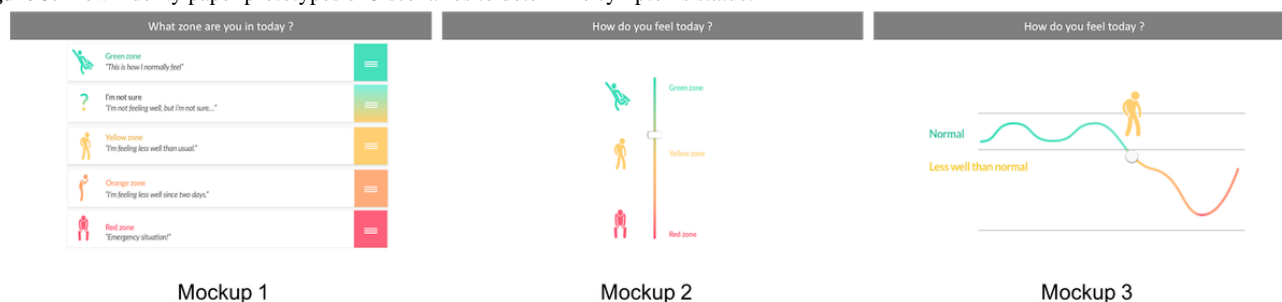 What zone are you in today ?
Green zone
"This is how I normally feel"
I'm not sure
"I'm not feeling well, but i'm not sure..."
Yellow zone
"I'm feeling less well than usual."
Orange zone
"I'm feeling less well since two days."
Red zone
"Emergency situation!"
Mockup 1
How do you feel today ?
Green zone
Yellow zone
Red zone
Mockup 2
How do you feel today ?
Normal
Less well than normal
Mockup 3